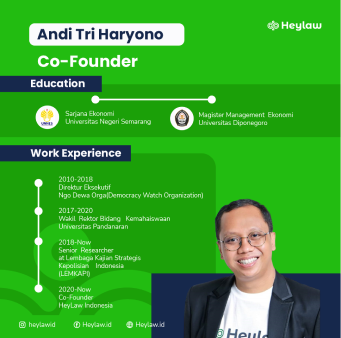 Heylaw
Andi Tri Haryono
Co-Founder
Education
Sarjana Ekonomi
Universitas Negeri Semarang
Magister Management Ekonomi
Universitas Diponegoro
Work Experience
2010-2018
Direktur Eksekutif
Ngo Dewa Orga(Democracy Watch Organization)
2017-2020
Wakil Rektor Bidang Kemahaiswaan
Universitas Pandanaran
2018-Now
Senior Researcher
at Lembaga Kajian Strategis
Kepolisian Indonesia
(LEMKAPI)
2020-Now
Co-Founder
HeyLaw Indonesia
Heylaw
heylawid
Heylaw.id
Heylaw.id